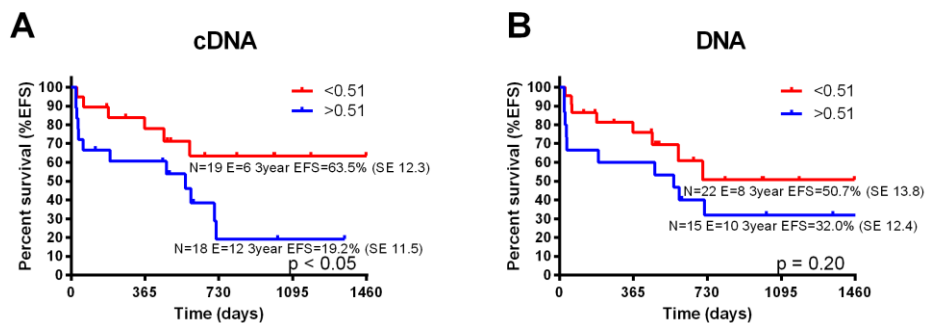 A
cDNA
Percent survival (%EFS)
100
90
80
70
60
50
40
30
20
10
0
<0.51
>0.51
N=19 E=6 3year EFS=63.5% (SE 12.3)
N=18 E=12 3year EFS=19.2% (SE 11.5)
p < 0.05
0 365 730 1095 1460
Time (days)
B
DNA
Percent survival (%EFS)
100
90
80
70
60
50
40
30
20
10
0
<0.51
>0.51
N=22 E=8 3year EFS=50.7% (SE 13.8)
N=15 E=10 3year EFS=32.0% (SE 12.4)
p = 0.20
0 365 730 1095 1460
Time (days)